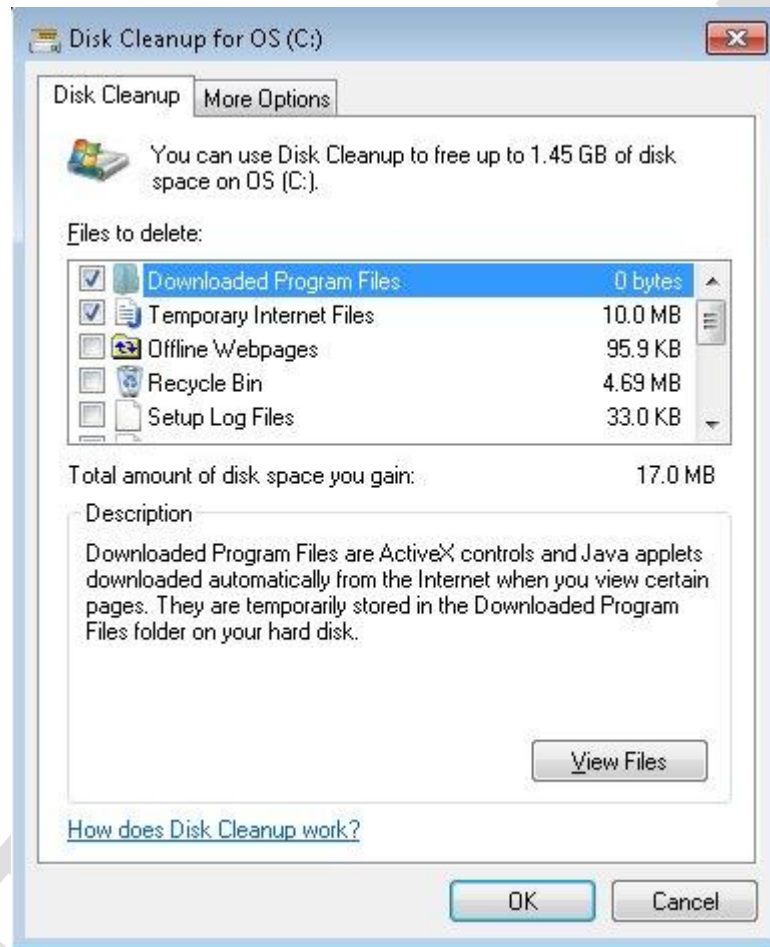 Disk Cleanup for OS (C:)
Disk Cleanup
More Options
You can use Disk Cleanup to free up to 1.45 GB of disk
space on OS (C:).
Files to delete:
Downloaded Program Files 0 bytes
Temporary Internet Files 10.0 MB
Offline Webpages 95.9 KB
Recycle Bin 4.69 MB
Setup Log Files 33.0 KB
Total amount of disk space you gain: 17.0 MB
Description
Downloaded Program Files are ActiveX controls and Java applets
downloaded automatically from the Internet when you view certain
pages. They are temporarily stored in the Downloaded Program
Files folder on your hard disk.
View Files
How does Disk Cleanup work?
OK Cancel